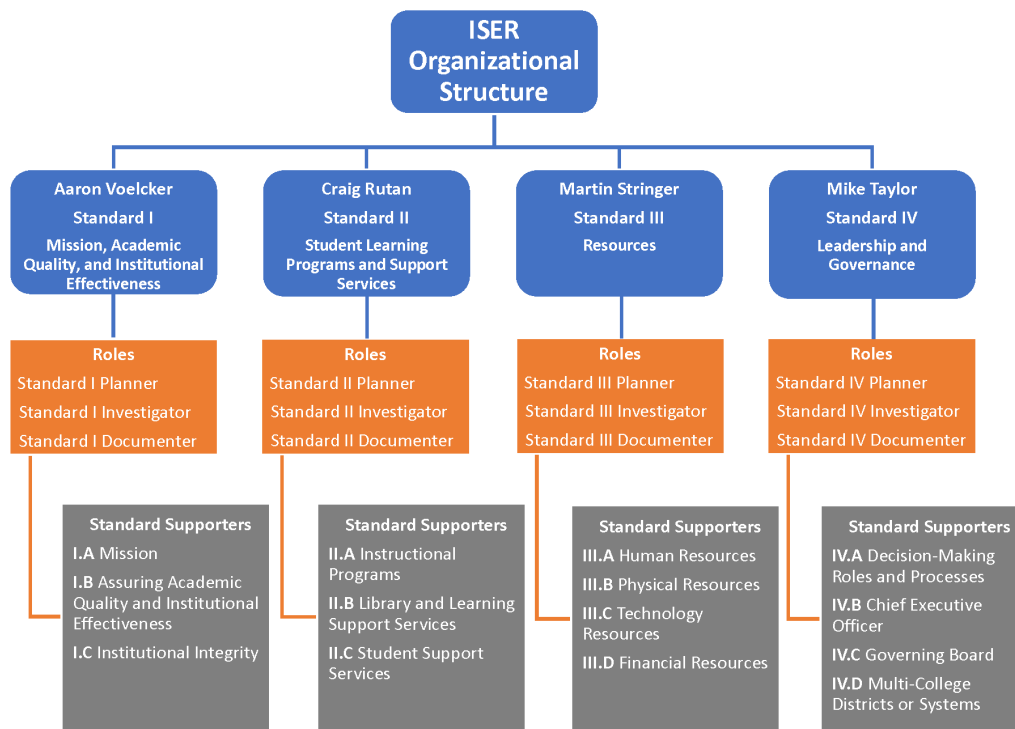 ISER
Organizational
Structure
Aaron Voelcker
Standard I
Mission, Academic
Quality, and Institutional
Effectiveness
Craig Rutan
Standard II
Student Learning
Programs and Support
Services
Martin Stringer
Standard III
Resources
Mike Taylor
Standard IV
Leadership and
Governance
Roles
Standard I Planner
Standard I Investigator
Standard I Documenter
Roles
Standard II Planner
Standard II Investigator
Standard II Documenter
Roles
Standard III Planner
Standard III Investigator
Standard III Documenter
Roles
Standard IV Planner
Standard IV Investigator
Standard IV Documenter
Standard Supporters
I.A Mission
I.B Assuring Academic
Quality and Institutional
Effectiveness
I.C Institutional Integrity
Standard Supporters
II.A Instructional
Programs
II.B Library and Learning
Support Services
II.C Student Support
Services
Standard Supporters
III.A Human Resources
III.B Physical Resources
III.C Technology
Resources
III.D Financial Resources
Standard Supporters
IV.A Decision-Making
Roles and Processes
IV.B Chief Executive
Officer
IV.C Governing Board
IV.D Multi-College
Districts or Systems